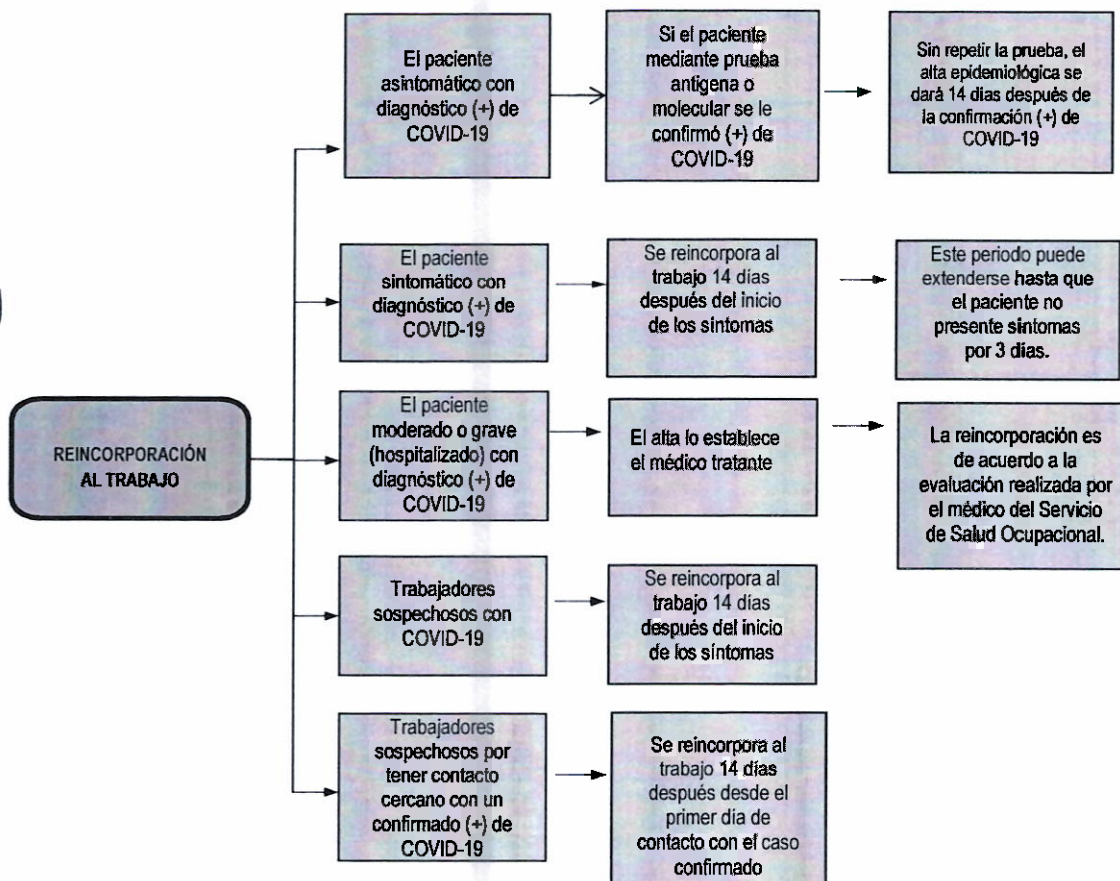 El paciente
asintomático con
diagnóstico (+) de
COVID-19
Si el paciente
mediante prueba
antígena o
molecular se le
confirmó (+) de
COVID-19
Sin repetir la prueba, el
alta epidemiológica se
dará 14 días después de
la confirmación (+) de
COVID-19
El paciente
sintomático con
diagnóstico (+) de
COVID-19
Se reincorpora al
trabajo 14 días
después del inicio
de los síntomas
Este periodo puede
extenderse hasta que
el paciente no
presente síntomas
por 3 días.
REINCORPORACIÓN
AL TRABAJO
El paciente
moderado o grave
(hospitalizado) con
diagnóstico (+) de
COVID-19
El alta lo establece
el médico tratante
La reincorporación es
de acuerdo a la
evaluación realizada por
el médico del Servicio
de Salud Ocupacional.
Trabajadores
sospechosos con
COVID-19
Se reincorpora al
trabajo 14 días
después del inicio
de los síntomas
Trabajadores
sospechosos por
tener contacto
cercano con un
confirmado (+) de
COVID-19
Se reincorpora al
trabajo 14 días
después desde el
primer día de
contacto con el caso
confirmado